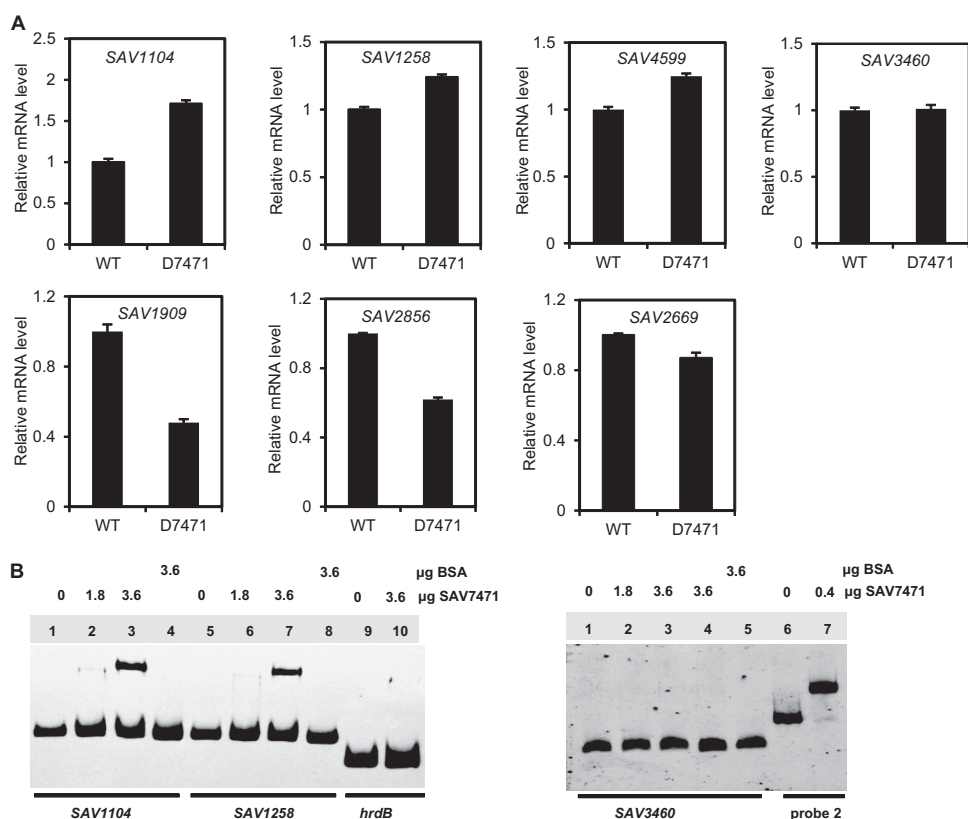 A
SAV1104
Relative mRNA level
2.5
2
1.5
1
0.5
0
WT D7471
SAV1258
Relative mRNA level
1.5
1
0.5
0
WT D7471
SAV4599
Relative mRNA level
1.5
1
0.5
0
WT D7471
SAV3460
Relative mRNA level
1.5
1
0.5
0
WT D7471
SAV1909
Relative mRNA level
1.2
0.8
0.4
0
WT D7471
SAV2856
Relative mRNA level
1.2
0.8
0.4
0
WT D7471
SAV2669
Relative mRNA level
1.2
0.8
0.4
0
WT D7471
B
3.6 3.6 µg BSA
0 1.8 3.6 0 1.8 3.6 0 3.6 µg SAV7471
1 2 3 4 5 6 7 8 9 10
SAV1104 SAV1258 hrdB
3.6 µg BSA
0 1.8 3.6 3.6 0 0.4 µg SAV7471
1 2 3 4 5 6 7
SAV3460 probe 2